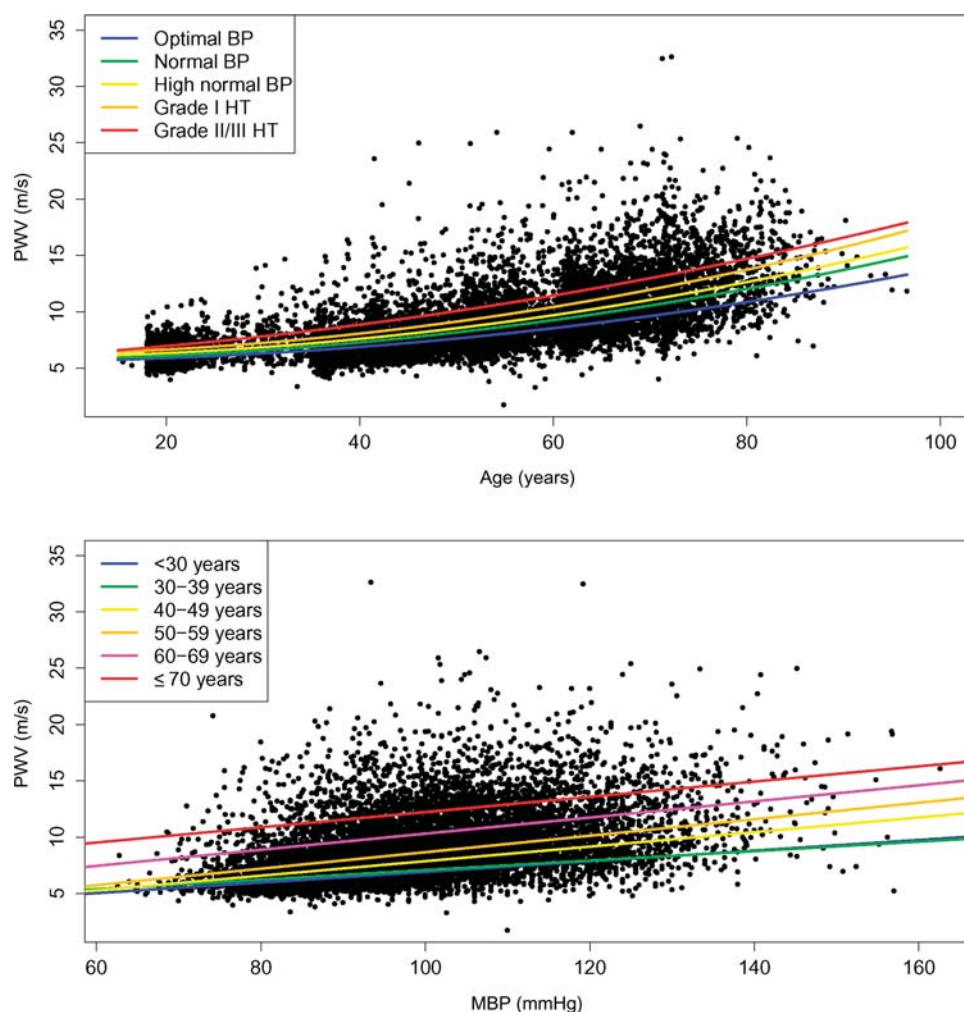 35
30
25
20
15
10
5
PWV (m/s)
Optimal BP
Normal BP
High normal BP
Grade I HT
Grade II/III HT
20 40 60 80 100
Age (years)
35
30
25
20
15
10
5
PWV (m/s)
<30 years
30−39 years
40−49 years
50−59 years
60−69 years
≤ 70 years
60 80 100 120 140 160
MBP (mmHg)